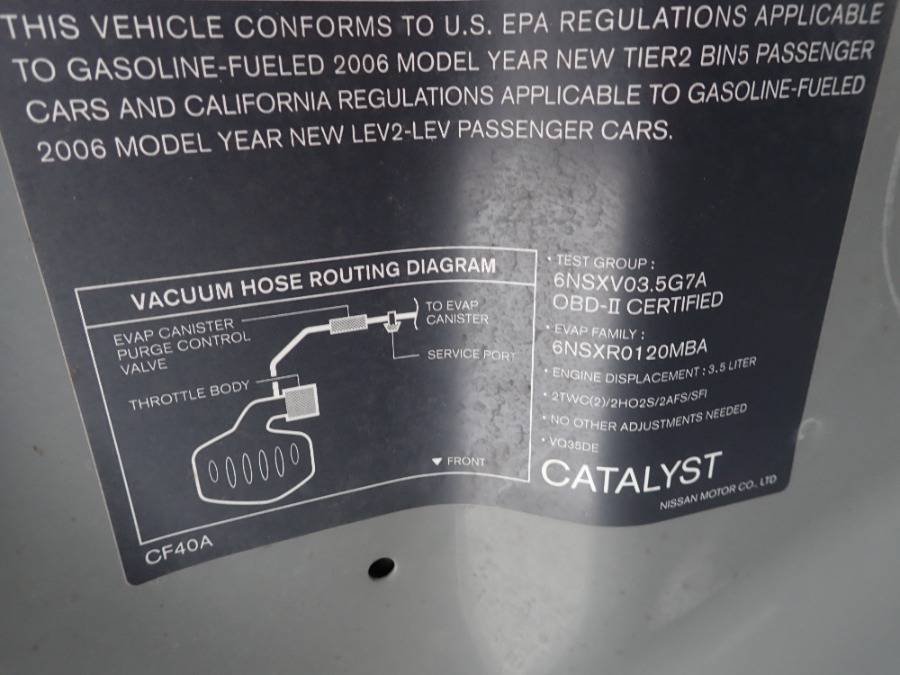 THIS VEHICLE CONFORMS TO U.S. EPA REGULATIONS APPLICABLE
TO GASOLINE-FUELED 2006 MODEL YEAR NEW TIER2 BIN5 PASSENGER
CARS AND CALIFORNIA REGULATIONS APPLICABLE TO GASOLINE-FUELED
2006 MODEL YEAR NEW LEV2-LEV PASSENGER CARS.
VACUUM HOSE ROUTING DIAGRAM
EVAP CANISTER
PURGE CONTROL
VALVE
TO EVAP
CANISTER
SERVICE PORT
THROTTLE BODY
▼ FRONT
CF40A
• TEST GROUP :
6NSXV03.5G7A
OBD-II CERTIFIED
• EVAP FAMILY :
6NSXR0120MBA
• ENGINE DISPLACEMENT : 3.5 LITER
• 2TWC(2)/2HO2S/2AFS/SFI
• NO OTHER ADJUSTMENTS NEEDED
• VQ35DE
CATALYST
NISSAN MOTOR CO., LTD